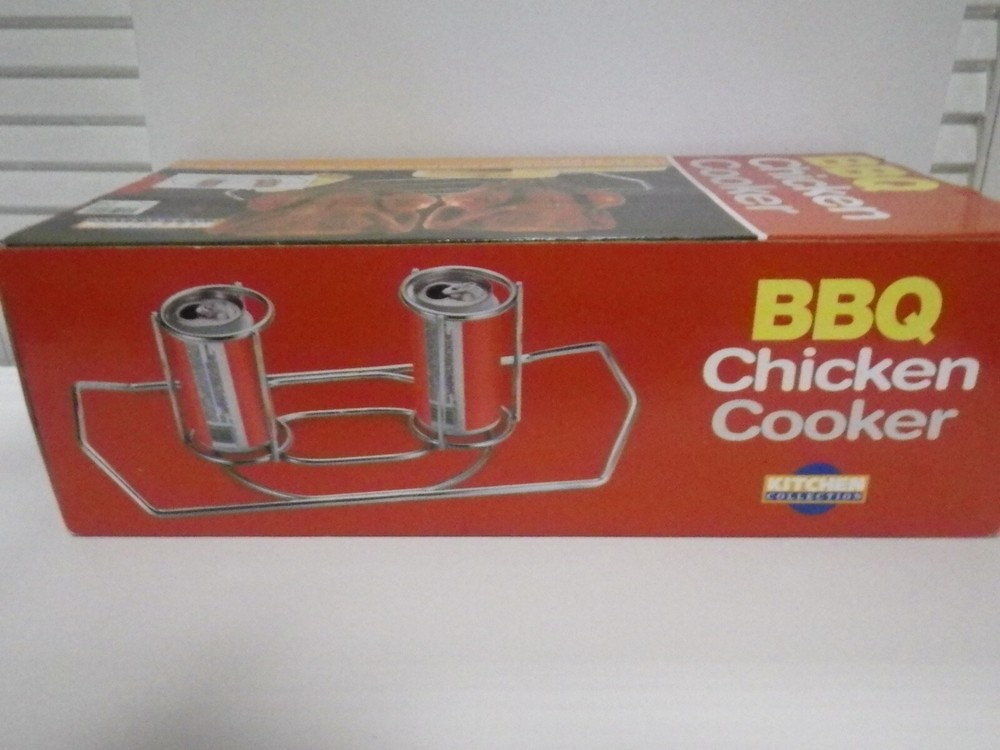 BBQ
Chicken
Cooker
BBQ
Chicken
Cooker
KITCHEN
COLLECTION